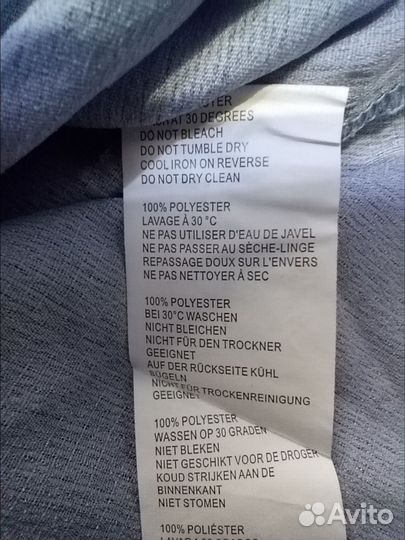 AT 30 DEGREES
DO NOT BLEACH
DO NOT TUMBLE DRY
COOL IRON ON REVERSE
DO NOT DRY CLEAN
100% POLYESTER
LAVAGE À 30 °C
NE PAS UTILISER D'EAU DE JAVEL
NE PAS PASSER AU SÈCHE-LINGE
REPASSAGE DOUX SUR L'ENVERS
NE PAS NETTOYER À SEC
100% POLYESTER
BEI 30°C WASCHEN
NICHT BLEICHEN
NICHT FÜR DEN TROCKNER
GEEIGNET
AUF DER RÜCKSEITE KÜHL
BÜGELN
NICHT FÜR TROCKENREINIGUNG
GEEIGNET
100% POLYESTER
WASSEN OP 30 GRADEN
NIET BLEKEN
NIET GESCHIKT VOOR DE DROGER
KOUD STRIJKEN AAN DE
BINNENKANT
NIET STOMEN
100% POLIÉSTER
Avito